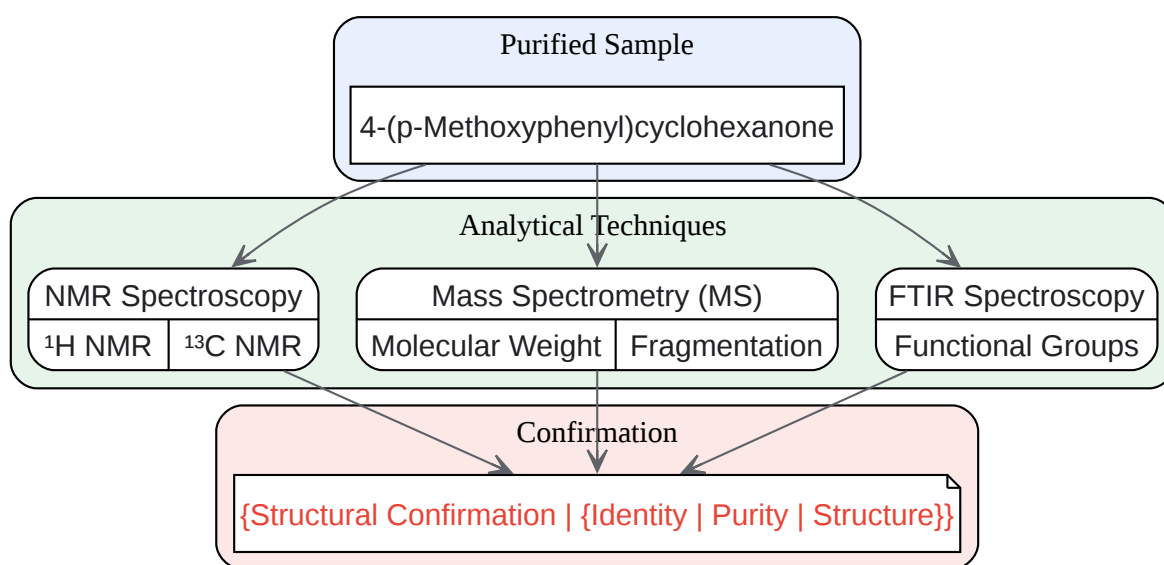 Purified Sample
4-(p-Methoxyphenyl)cyclohexanone
Analytical Techniques
NMR Spectroscopy
¹H NMR
¹³C NMR
Mass Spectrometry (MS)
Molecular Weight
Fragmentation
FTIR Spectroscopy
Functional Groups
Confirmation
{Structural Confirmation | {Identity | Purity | Structure}}